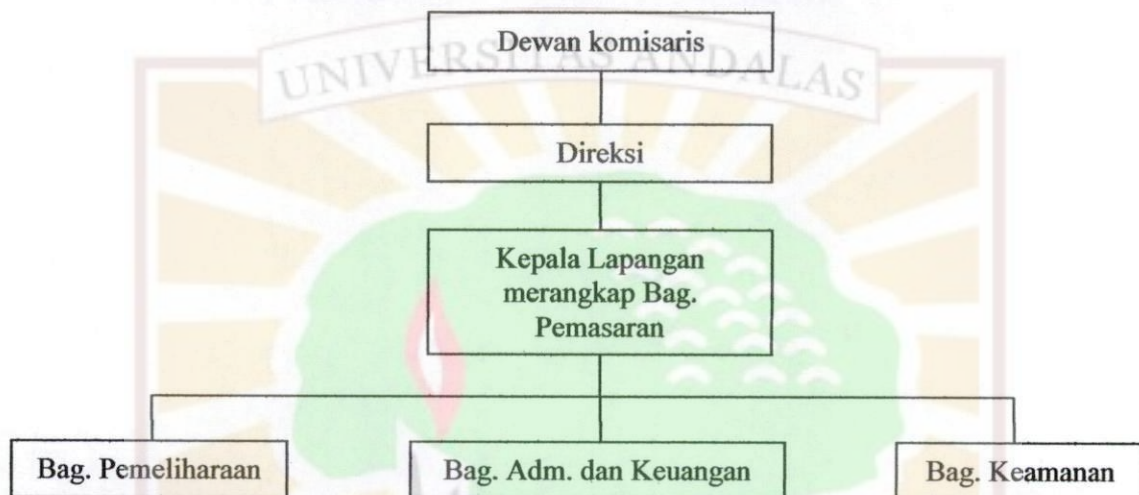 Dewan komisaris
UNIVERSITAS ANDALAS
Direksi
Kepala Lapangan
merangkap Bag.
Pemasaran
Bag. Pemeliharaan
Bag. Adm. dan Keuangan
Bag. Keamanan